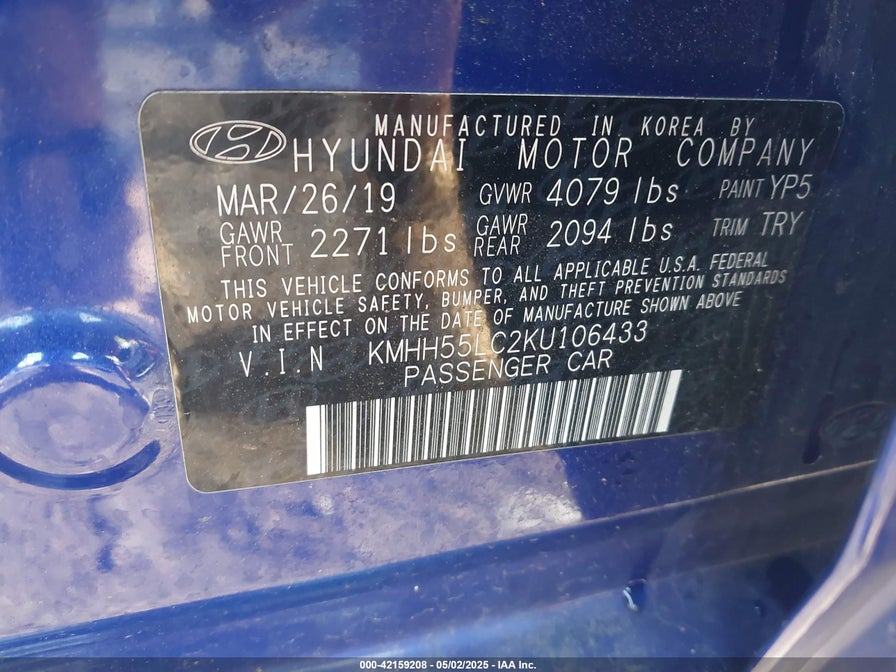 MANUFACTURED IN KOREA BY
HYUNDAI MOTOR COMPANY
MAR/26/19 GVWR 4079 lbs PAINT YP5
GAWR FRONT 2271 lbs GAWR REAR 2094 lbs TRIM TRY
THIS VEHICLE CONFORMS TO ALL APPLICABLE U.S.A. FEDERAL
MOTOR VEHICLE SAFETY, BUMPER, AND THEFT PREVENTION STANDARDS
IN EFFECT ON THE DATE OF MANUFACTURE SHOWN ABOVE
V.I.N KMHH55LC2KU106433
PASSENGER CAR
000-42159208 - 05/02/2025 - IAA Inc.